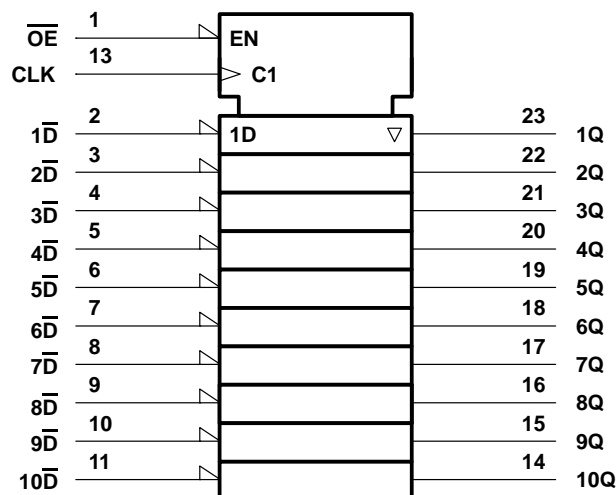 O̅E̅ 1 EN
CLK 13 C1
1D̅ 2 1D 23 1Q
2D̅ 3 22 2Q
3D̅ 4 21 3Q
4D̅ 5 20 4Q
5D̅ 6 19 5Q
6D̅ 7 18 6Q
7D̅ 8 17 7Q
8D̅ 9 16 8Q
9D̅ 10 15 9Q
10D̅ 11 14 10Q